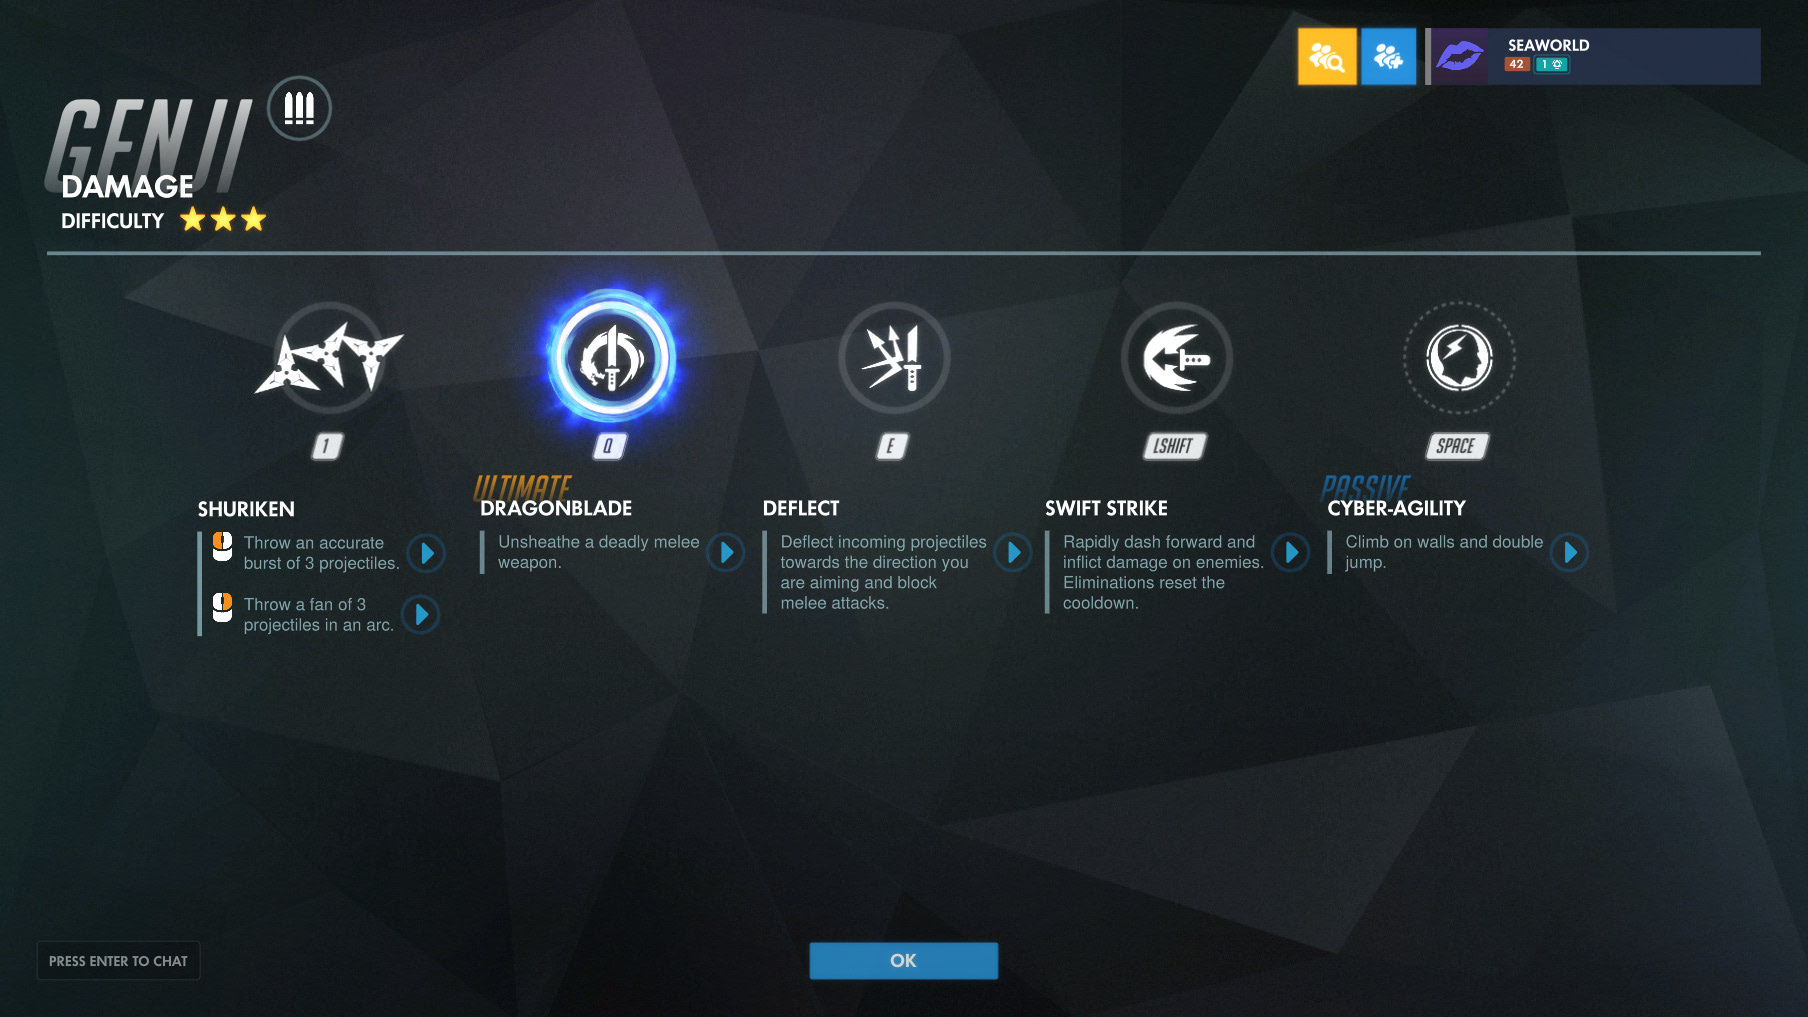 GENJI
DAMAGE
DIFFICULTY
SEAWORLD
42
1
1
Q
E
LSHIFT
SPACE
SHURIKEN
Throw an accurate
burst of 3 projectiles.
Throw a fan of 3
projectiles in an arc.
ULTIMATE
DRAGONBLADE
Unsheathe a deadly melee
weapon.
DEFLECT
Deflect incoming projectiles
towards the direction you
are aiming and block
melee attacks.
SWIFT STRIKE
Rapidly dash forward and
inflict damage on enemies.
Eliminations reset the
cooldown.
PASSIVE
CYBER-AGILITY
Climb on walls and double
jump.
PRESS ENTER TO CHAT
OK